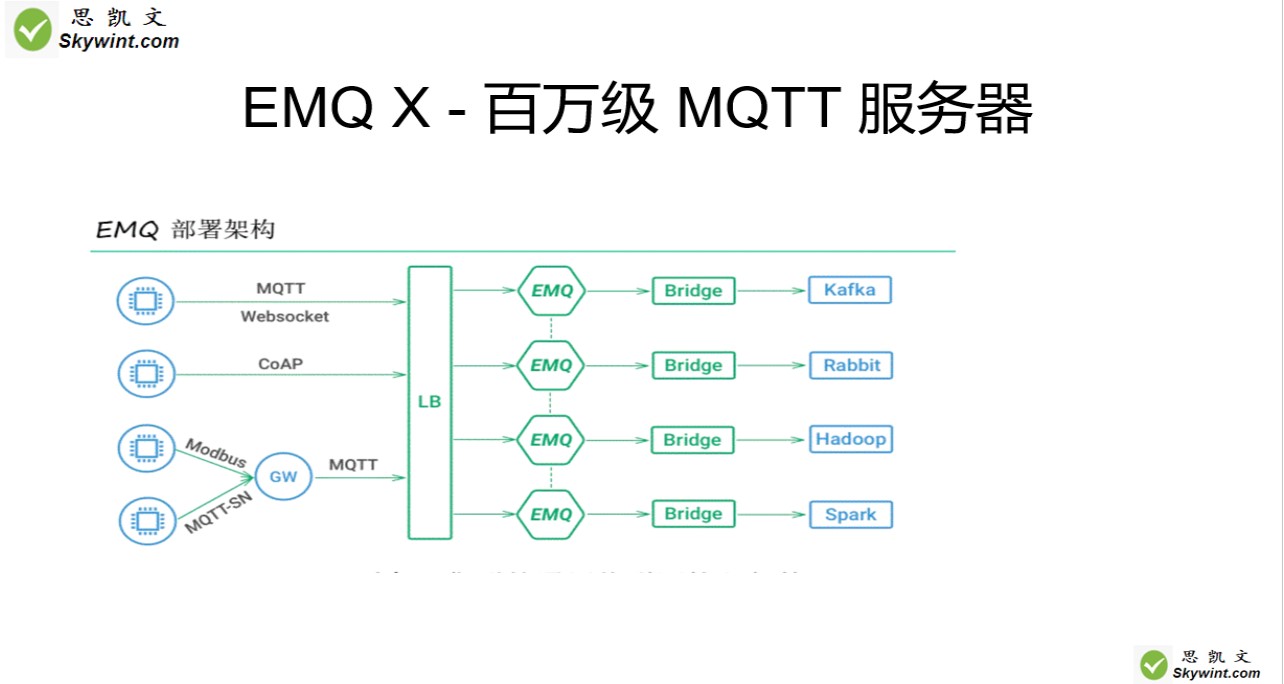 思凯文
Skywint.com
EMQ X - 百万级 MQTT 服务器
EMQ 部署架构
MQTT
Websocket
CoAP
Modbus
MQTT-SN
GW
MQTT
LB
EMQ
Bridge
Kafka
EMQ
Bridge
Rabbit
EMQ
Bridge
Hadoop
EMQ
Bridge
Spark
思凯文
Skywint.com